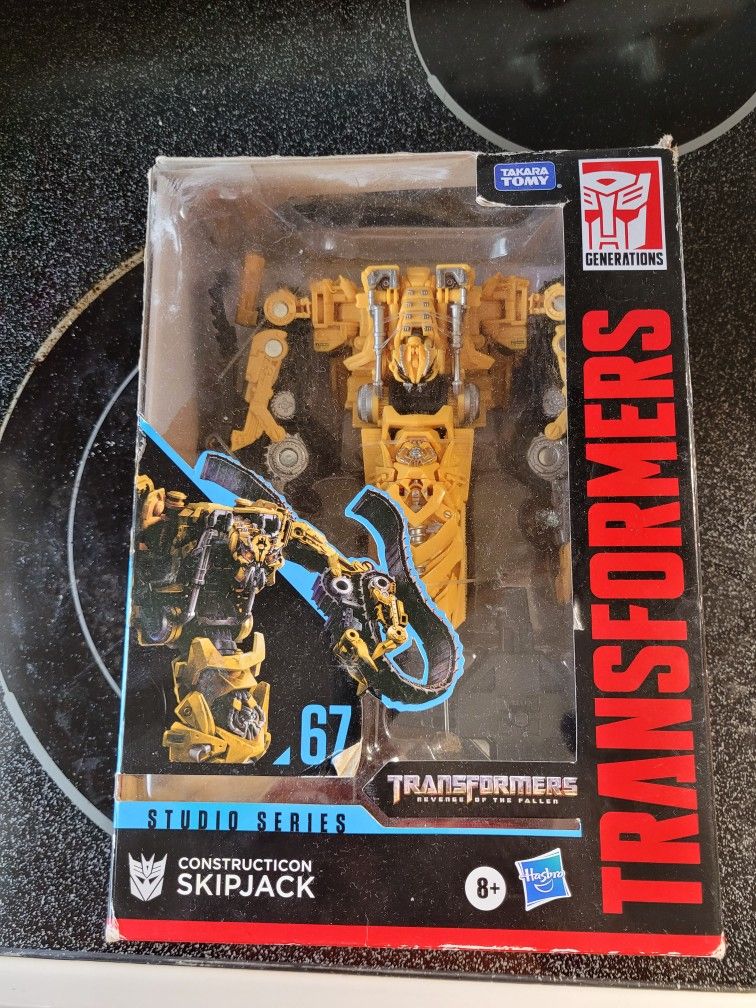 TAKARA
TOMY
GENERATIONS
TRANSFORMERS
67
TRANSFORMERS
REVENGE OF THE FALLEN
STUDIO SERIES
CONSTRUCTICON
SKIPJACK
8+
Hasbro